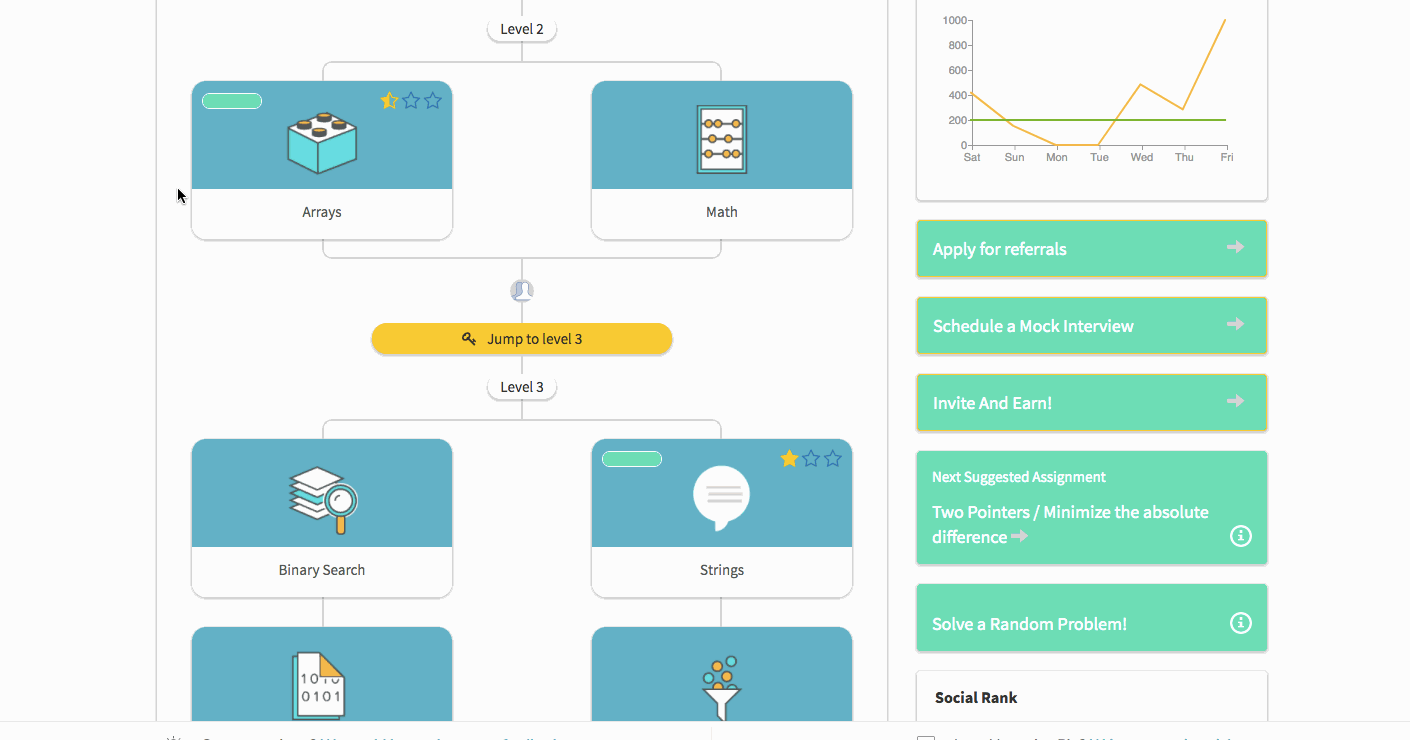 Level 2
Arrays
Math
Jump to level 3
Level 3
Binary Search
Strings
1010
0101
1000
800
600
400
200
0
Sat Sun Mon Tue Wed Thu Fri
Apply for referrals
Schedule a Mock Interview
Invite And Earn!
Next Suggested Assignment
Two Pointers / Minimize the absolute
difference
Solve a Random Problem!
Social Rank